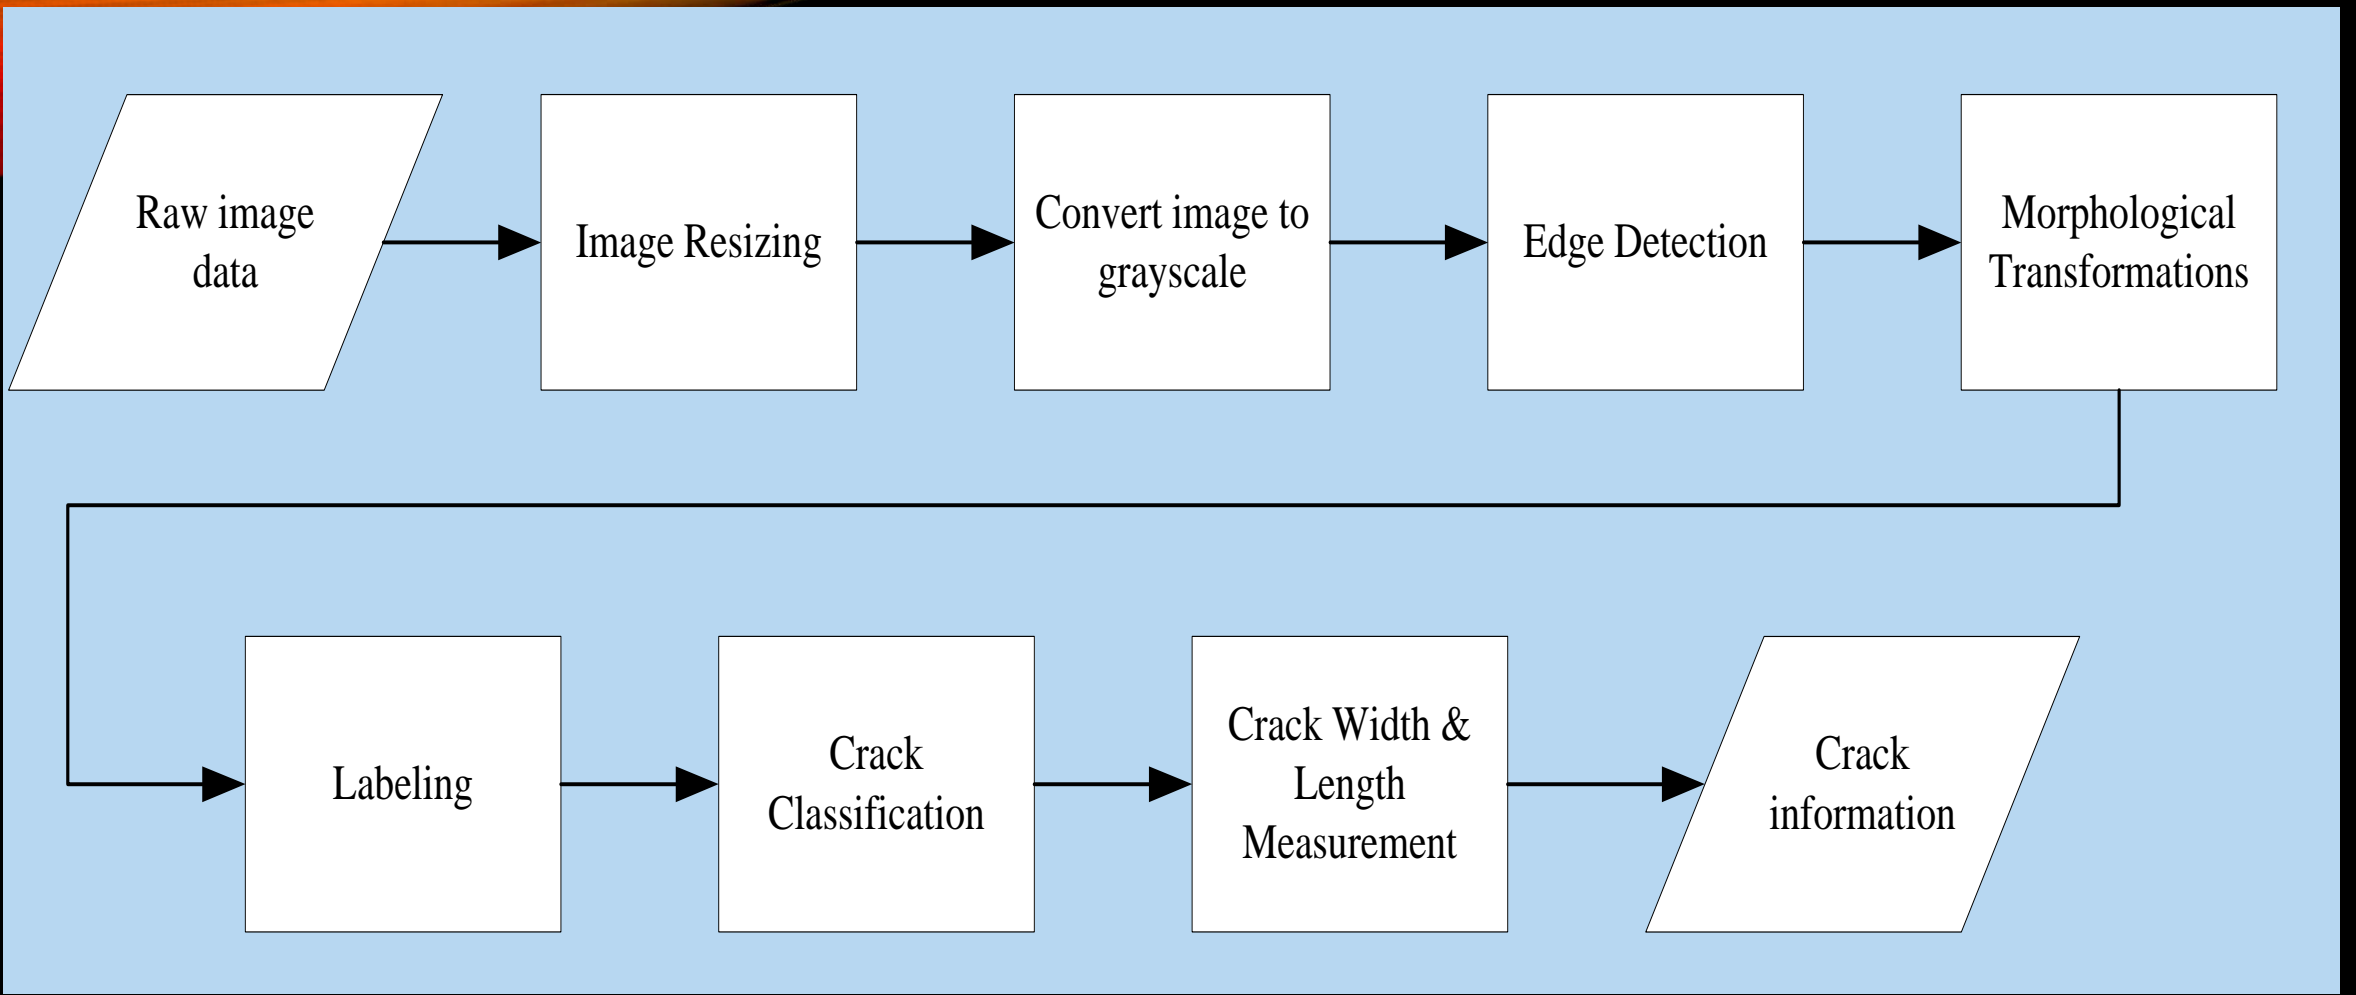 Raw image
data
Image Resizing
Convert image to
grayscale
Edge Detection
Morphological
Transformations
Labeling
Crack
Classification
Crack Width &
Length
Measurement
Crack
information